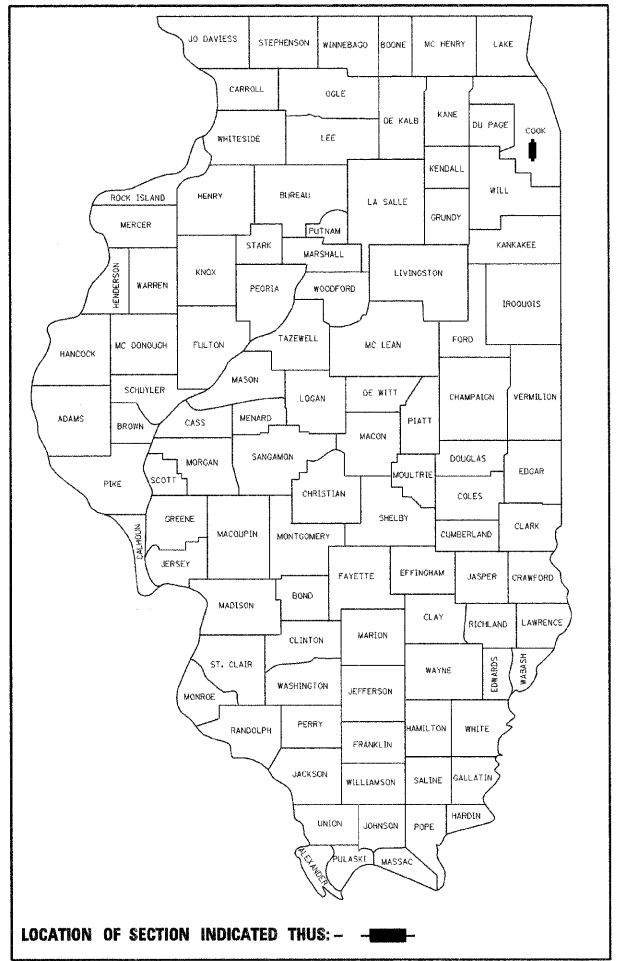 JO DAVIESS STEPHENSON WINNEBAGO BOONE MC HENRY LAKE
CARROLL OGLE
DE KALB KANE DU PAGE COOK
WHITESIDE LEE
KENDALL
WILL
ROCK ISLAND HENRY BUREAU LA SALLE
GRUNDY
MERCER PUTNAM
STARK MARSHALL KANKAKEE
HENDERSON WARREN KNOX LIVINGSTON
PEORIA WOODFORD
IROQUOIS
HANCOCK MC DONOUGH FULTON TAZEWELL MC LEAN FORD
MASON
SCHUYLER LOGAN DE WITT CHAMPAIGN VERMILION
ADAMS BROWN CASS MENARD PIATT
MACON
MORGAN SANGAMON DOUGLAS
PIKE SCOTT MOULTRIE EDGAR
CHRISTIAN COLES
GREENE SHELBY
CALHOUN MACOUPIN MONTGOMERY CUMBERLAND CLARK
JERSEY FAYETTE EFFINGHAM JASPER CRAWFORD
MADISON BOND
CLAY RICHLAND LAWRENCE
CLINTON MARION
ST. CLAIR WAYNE EDWARDS WABASH
WASHINGTON JEFFERSON
MONROE
RANDOLPH PERRY HAMILTON WHITE
FRANKLIN
JACKSON WILLIAMSON SALINE GALLATIN
UNION JOHNSON POPE HARDIN
ALEXANDER PULASKI MASSAC
LOCATION OF SECTION INDICATED THUS: -